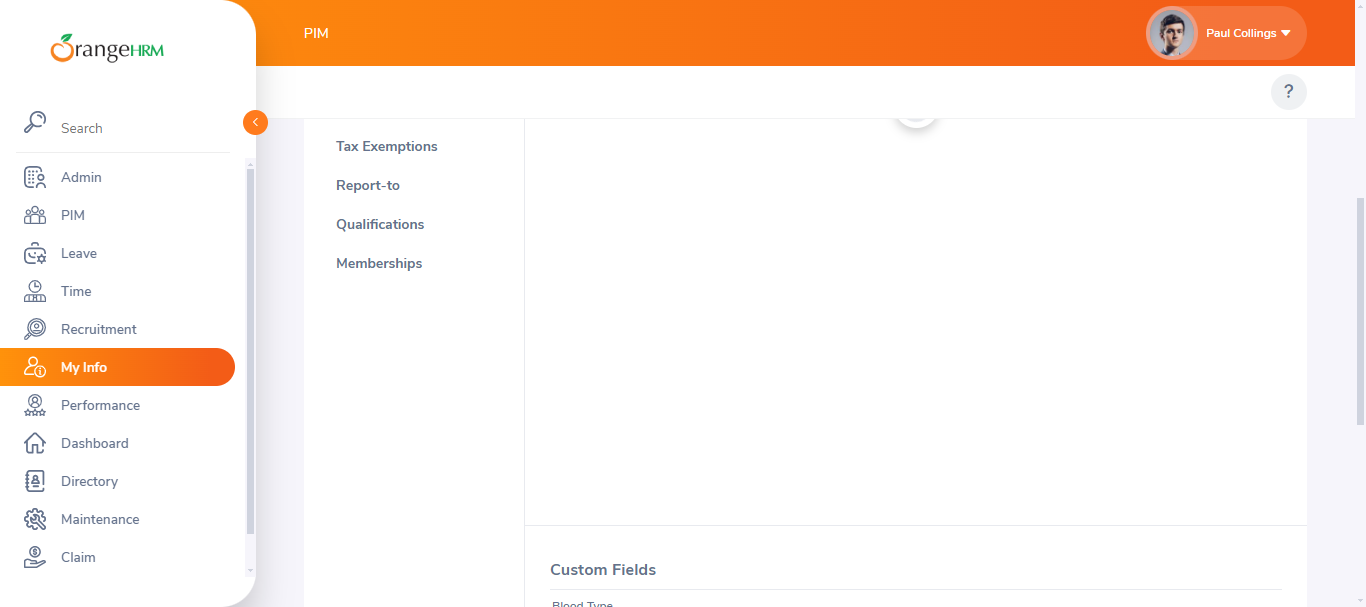 OrangeHRM
Search
Admin
PIM
Leave
Time
Recruitment
My Info
Performance
Dashboard
Directory
Maintenance
Claim
PIM
Paul Collings
?
Tax Exemptions
Report-to
Qualifications
Memberships
Custom Fields
Blood Type